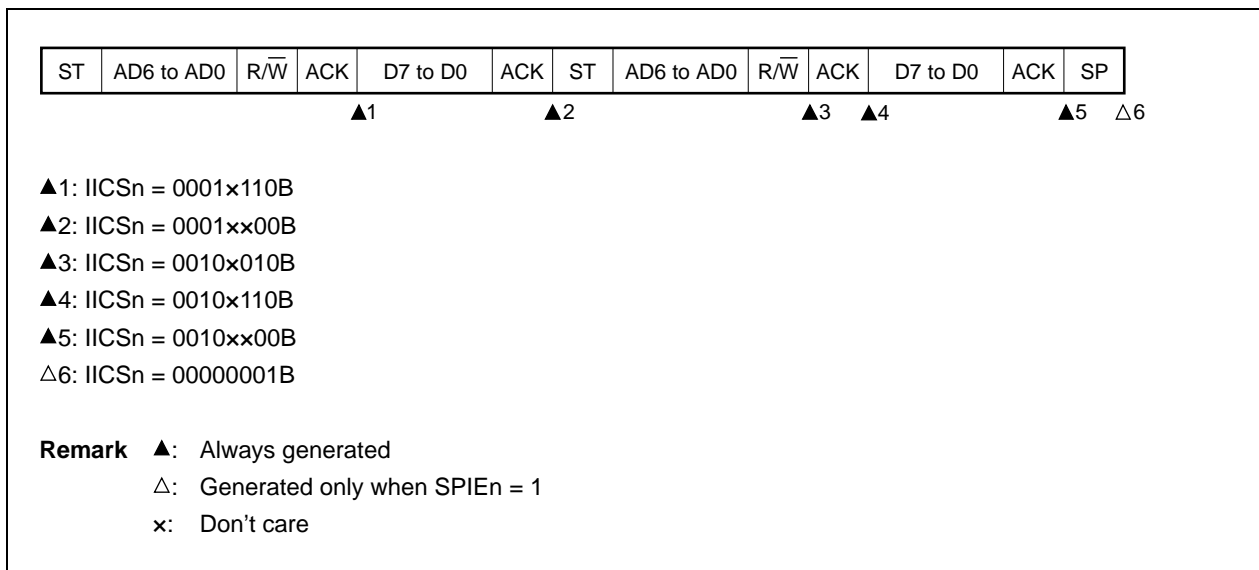 ST AD6 to AD0 R/W̅ ACK D7 to D0 ACK ST AD6 to AD0 R/W̅ ACK D7 to D0 ACK SP
▲1 ▲2 ▲3 ▲4 ▲5 △6
▲1: IICSn = 0001×110B
▲2: IICSn = 0001××00B
▲3: IICSn = 0010×010B
▲4: IICSn = 0010×110B
▲5: IICSn = 0010××00B
△6: IICSn = 00000001B
Remark ▲: Always generated
△: Generated only when SPIEn = 1
×: Don't care